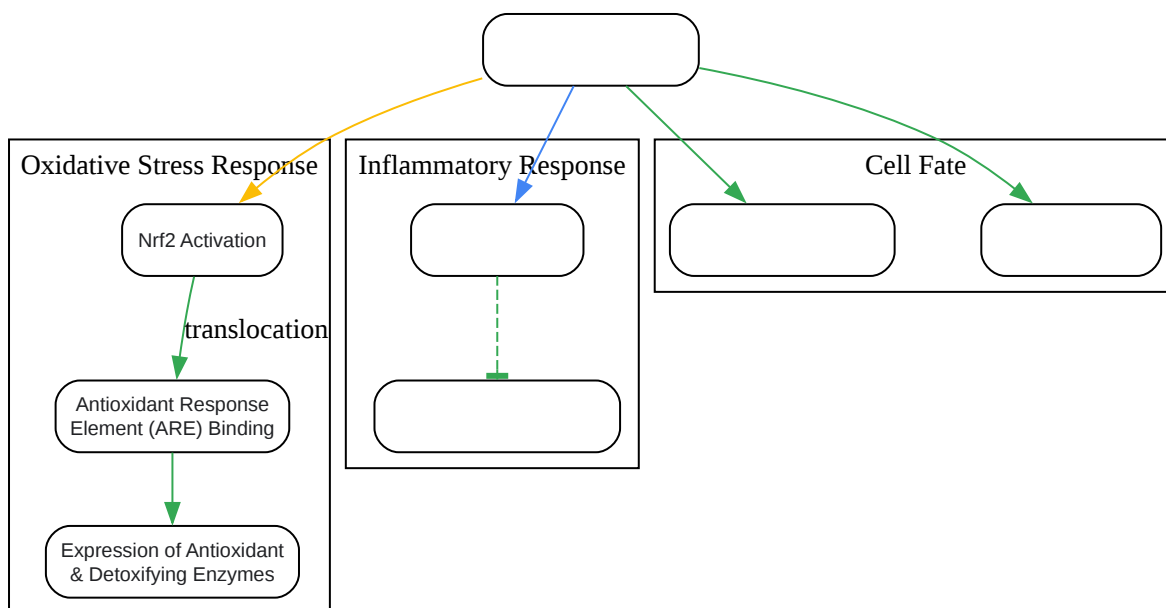 Oxidative Stress Response
Nrf2 Activation
translocation
Antioxidant Response
Element (ARE) Binding
Expression of Antioxidant
& Detoxifying Enzymes
Inflammatory Response
Cell Fate